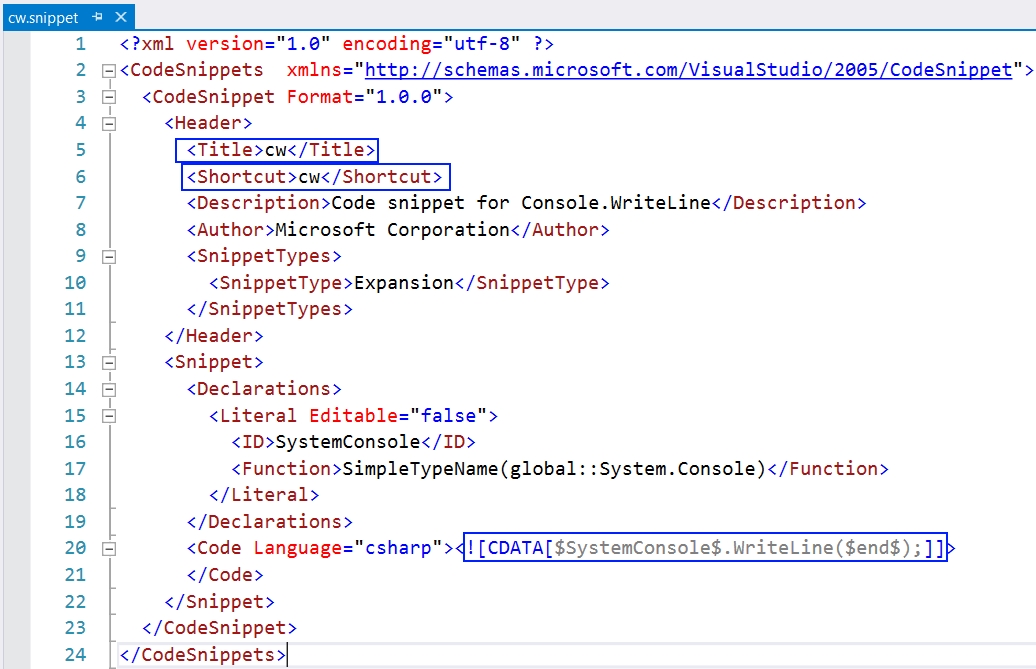 cw.snippet
1 <?xml version="1.0" encoding="utf-8" ?>
2 <CodeSnippets  xmlns="http://schemas.microsoft.com/VisualStudio/2005/CodeSnippet">
3   <CodeSnippet Format="1.0.0">
4     <Header>
5       <Title>cw</Title>
6       <Shortcut>cw</Shortcut>
7       <Description>Code snippet for Console.WriteLine</Description>
8       <Author>Microsoft Corporation</Author>
9       <SnippetTypes>
10         <SnippetType>Expansion</SnippetType>
11       </SnippetTypes>
12     </Header>
13     <Snippet>
14       <Declarations>
15         <Literal Editable="false">
16           <ID>SystemConsole</ID>
17           <Function>SimpleTypeName(global::System.Console)</Function>
18         </Literal>
19       </Declarations>
20       <Code Language="csharp"><![CDATA[$SystemConsole$.WriteLine($end$);]]>
21       </Code>
22     </Snippet>
23   </CodeSnippet>
24 </CodeSnippets>